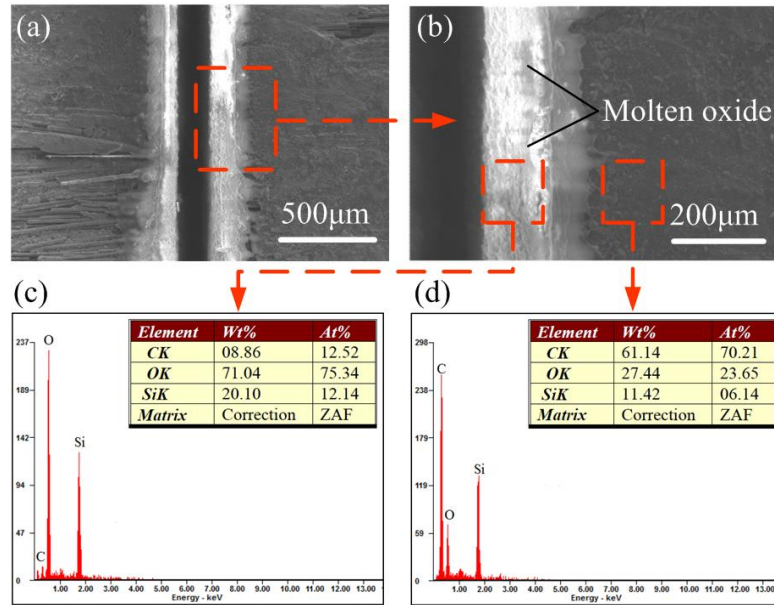 (a)
500μm
(b)
Molten oxide
200μm
(c)
Element Wt% At%
CK 08.86 12.52
OK 71.04 75.34
SiK 20.10 12.14
Matrix Correction ZAF
237
190
142
94
47
0
O
Si
C
1.00 2.00 3.00 4.00 5.00 6.00 7.00 8.00 9.00 10.00 11.00 12.00 13.0
Energy - keV
(d)
Element Wt% At%
CK 61.14 70.21
OK 27.44 23.65
SiK 11.42 06.14
Matrix Correction ZAF
298
238
179
119
59
0
C
Si
O
1.00 2.00 3.00 4.00 5.00 6.00 7.00 8.00 9.00 10.00 11.00 12.00 13.0
Energy - keV